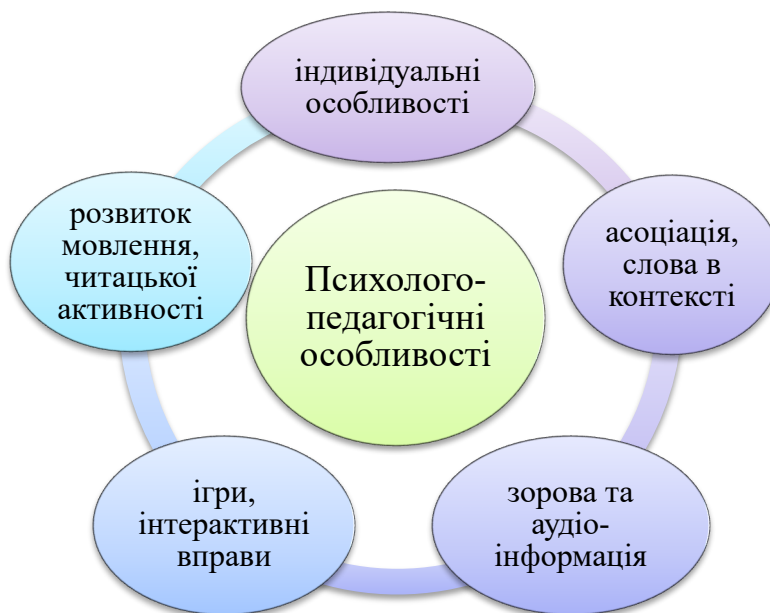 індивідуальні
особливості
асоціація,
слова в
контексті
зорова та
аудіо-
інформація
ігри,
інтерактивні
вправи
розвиток
мовлення,
читацької
активності
Психолого-
педагогічні
особливості